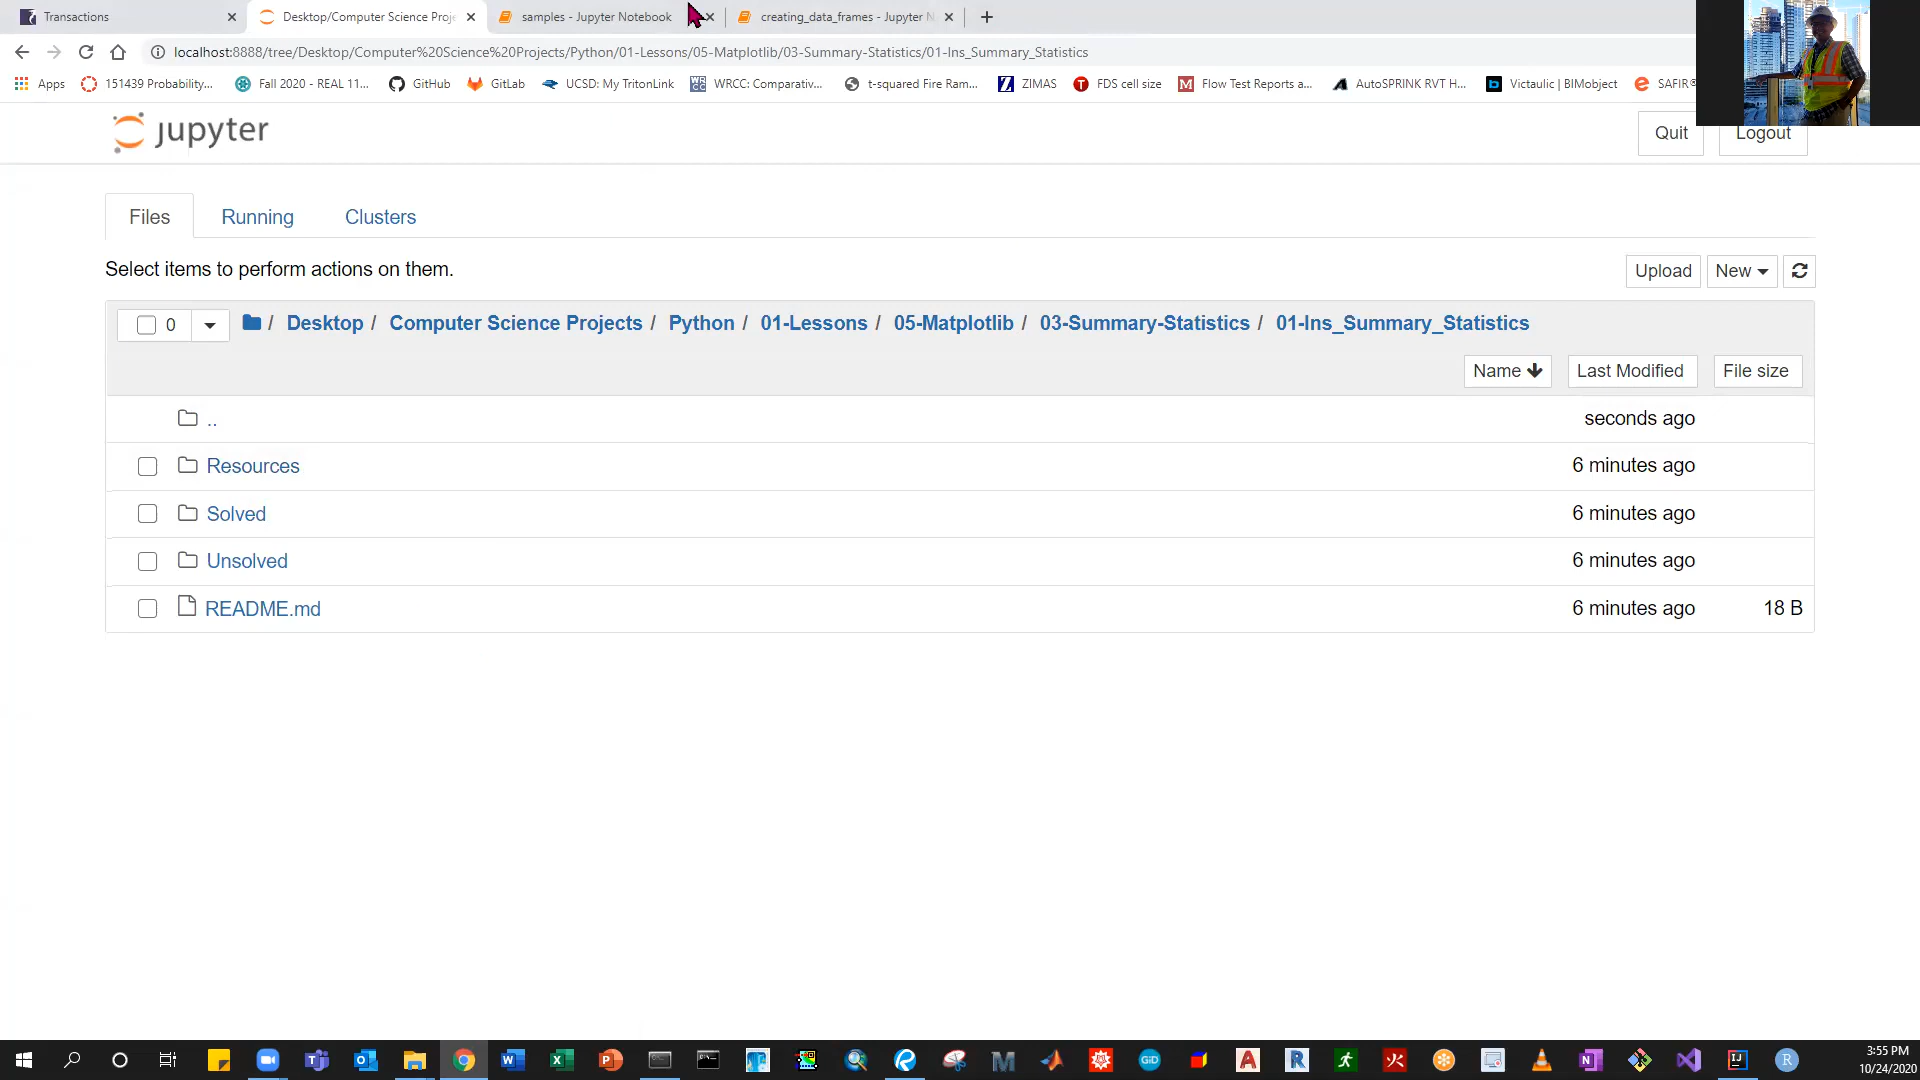 Transactions
Desktop/Computer Science Proje
samples - Jupyter Notebook
creating_data_frames - Jupyter N
localhost:8888/tree/Desktop/Computer%20Science%20Projects/Python/01-Lessons/05-Matplotlib/03-Summary-Statistics/01-Ins_Summary_Statistics
Apps 151439 Probability... Fall 2020 - REAL 11... GitHub GitLab UCSD: My TritonLink WRCC: Comparativ... t-squared Fire Ram... ZIMAS FDS cell size Flow Test Reports a... AutoSPRINK RVT H... Victaulic | BIMobject SAFIR®
jupyter
Quit Logout
Files Running Clusters
Select items to perform actions on them.
Upload New
0 / Desktop / Computer Science Projects / Python / 01-Lessons / 05-Matplotlib / 03-Summary-Statistics / 01-Ins_Summary_Statistics
Name Last Modified File size
.. seconds ago
Resources 6 minutes ago
Solved 6 minutes ago
Unsolved 6 minutes ago
README.md 6 minutes ago 18 B
3:55 PM
10/24/2020